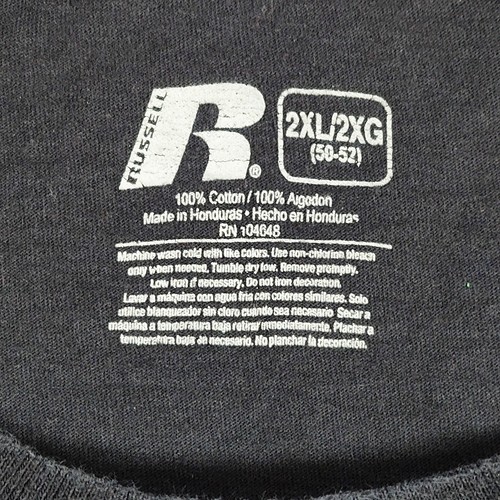 RUSSELL
R®
2XL/2XG
(50-52)
100% Cotton / 100% Algodon
Made in Honduras • Hecho en Honduras
RN 104648
Machine wash cold with like colors. Use non-chlorine bleach
only when needed. Tumble dry low. Remove promptly.
Low iron if necessary, Do not iron decoration.
Lavar a máquina con agua fria con colores similares. Solo
utilice blanqueador sin cloro cuando sea necesario. Secar a
máquina a temperatura baja retirar inmediatamente. Planchar a
temperatura baja de necesario. No planchar la decoración.